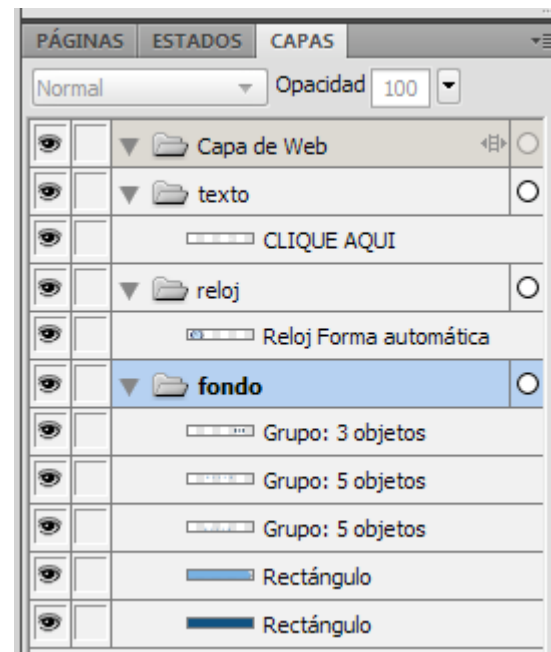 PÁGINAS ESTADOS CAPAS
Normal Opacidad 100
Capa de Web
texto
CLIQUE AQUI
reloj
Reloj Forma automática
fondo
Grupo: 3 objetos
Grupo: 5 objetos
Grupo: 5 objetos
Rectángulo
Rectángulo